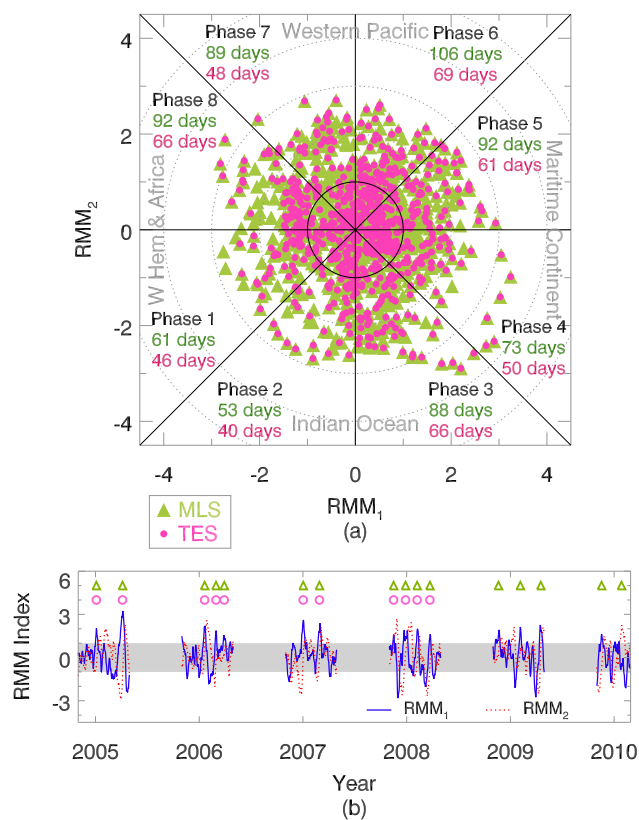 4
Phase 7
Western Pacific
Phase 6
89 days
106 days
48 days
69 days
Phase 8
92 days
66 days
Phase 5
92 days
61 days
2
RMM2
W Hem & Africa
Maritime Continent
0
-2
Phase 1
61 days
46 days
Phase 4
73 days
50 days
Phase 2
53 days
40 days
Phase 3
88 days
66 days
-4
Indian Ocean
-4 -2 0 2 4
RMM1
MLS
TES
(a)
6
3
0
-3
RMM Index
RMM1 RMM2
2005 2006 2007 2008 2009 2010
Year
(b)